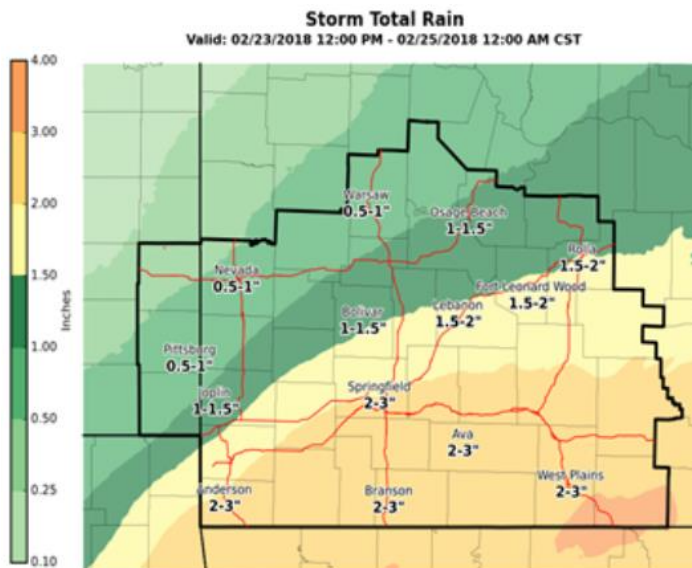 Storm Total Rain
Valid: 02/23/2018 12:00 PM - 02/25/2018 12:00 AM CST
4.00
3.00
2.00
1.50
1.00
0.50
0.25
0.10
Inches
Warsaw
0.5-1"
Osage Beach
1-1.5"
Rolla
1.5-2"
Nevada
0.5-1"
Fort Leonard Wood
1.5-2"
Bolivar
1-1.5"
Lebanon
1.5-2"
Pittsburg
0.5-1"
Joplin
1-1.5"
Springfield
2-3"
Ava
2-3"
Anderson
2-3"
Branson
2-3"
West Plains
2-3"